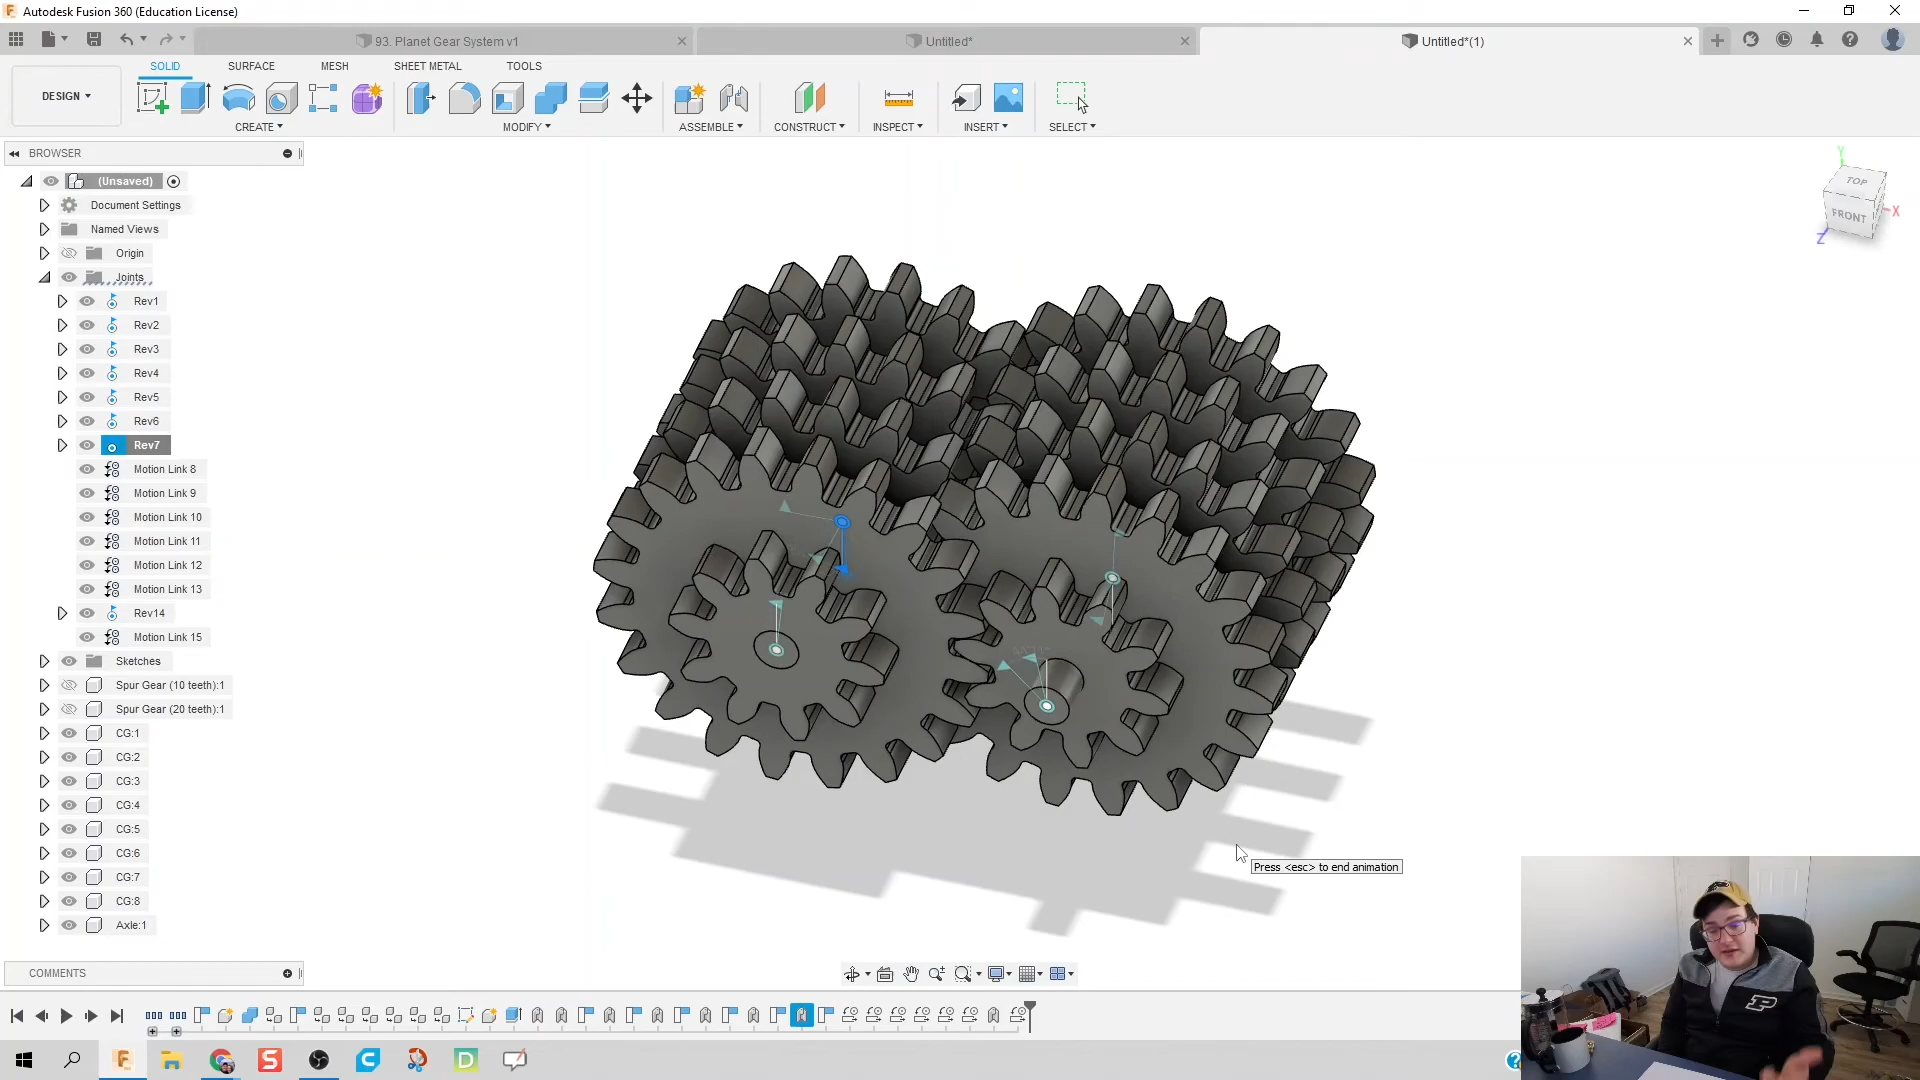 Autodesk Fusion 360 (Education License)
93. Planet Gear System v1
Untitled*
Untitled*(1)
SOLID
SURFACE
MESH
SHEET METAL
TOOLS
DESIGN
CREATE
MODIFY
ASSEMBLE
CONSTRUCT
INSPECT
INSERT
SELECT
BROWSER
(Unsaved)
Document Settings
Named Views
Origin
Joints
Rev1
Rev2
Rev3
Rev4
Rev5
Rev6
Rev7
Motion Link 8
Motion Link 9
Motion Link 10
Motion Link 11
Motion Link 12
Motion Link 13
Rev14
Motion Link 15
Sketches
Spur Gear (10 teeth):1
Spur Gear (20 teeth):1
CG:1
CG:2
CG:3
CG:4
CG:5
CG:6
CG:7
CG:8
Axle:1
Y
TOP
FRONT
X
Z
Press <esc> to end animation
COMMENTS
P